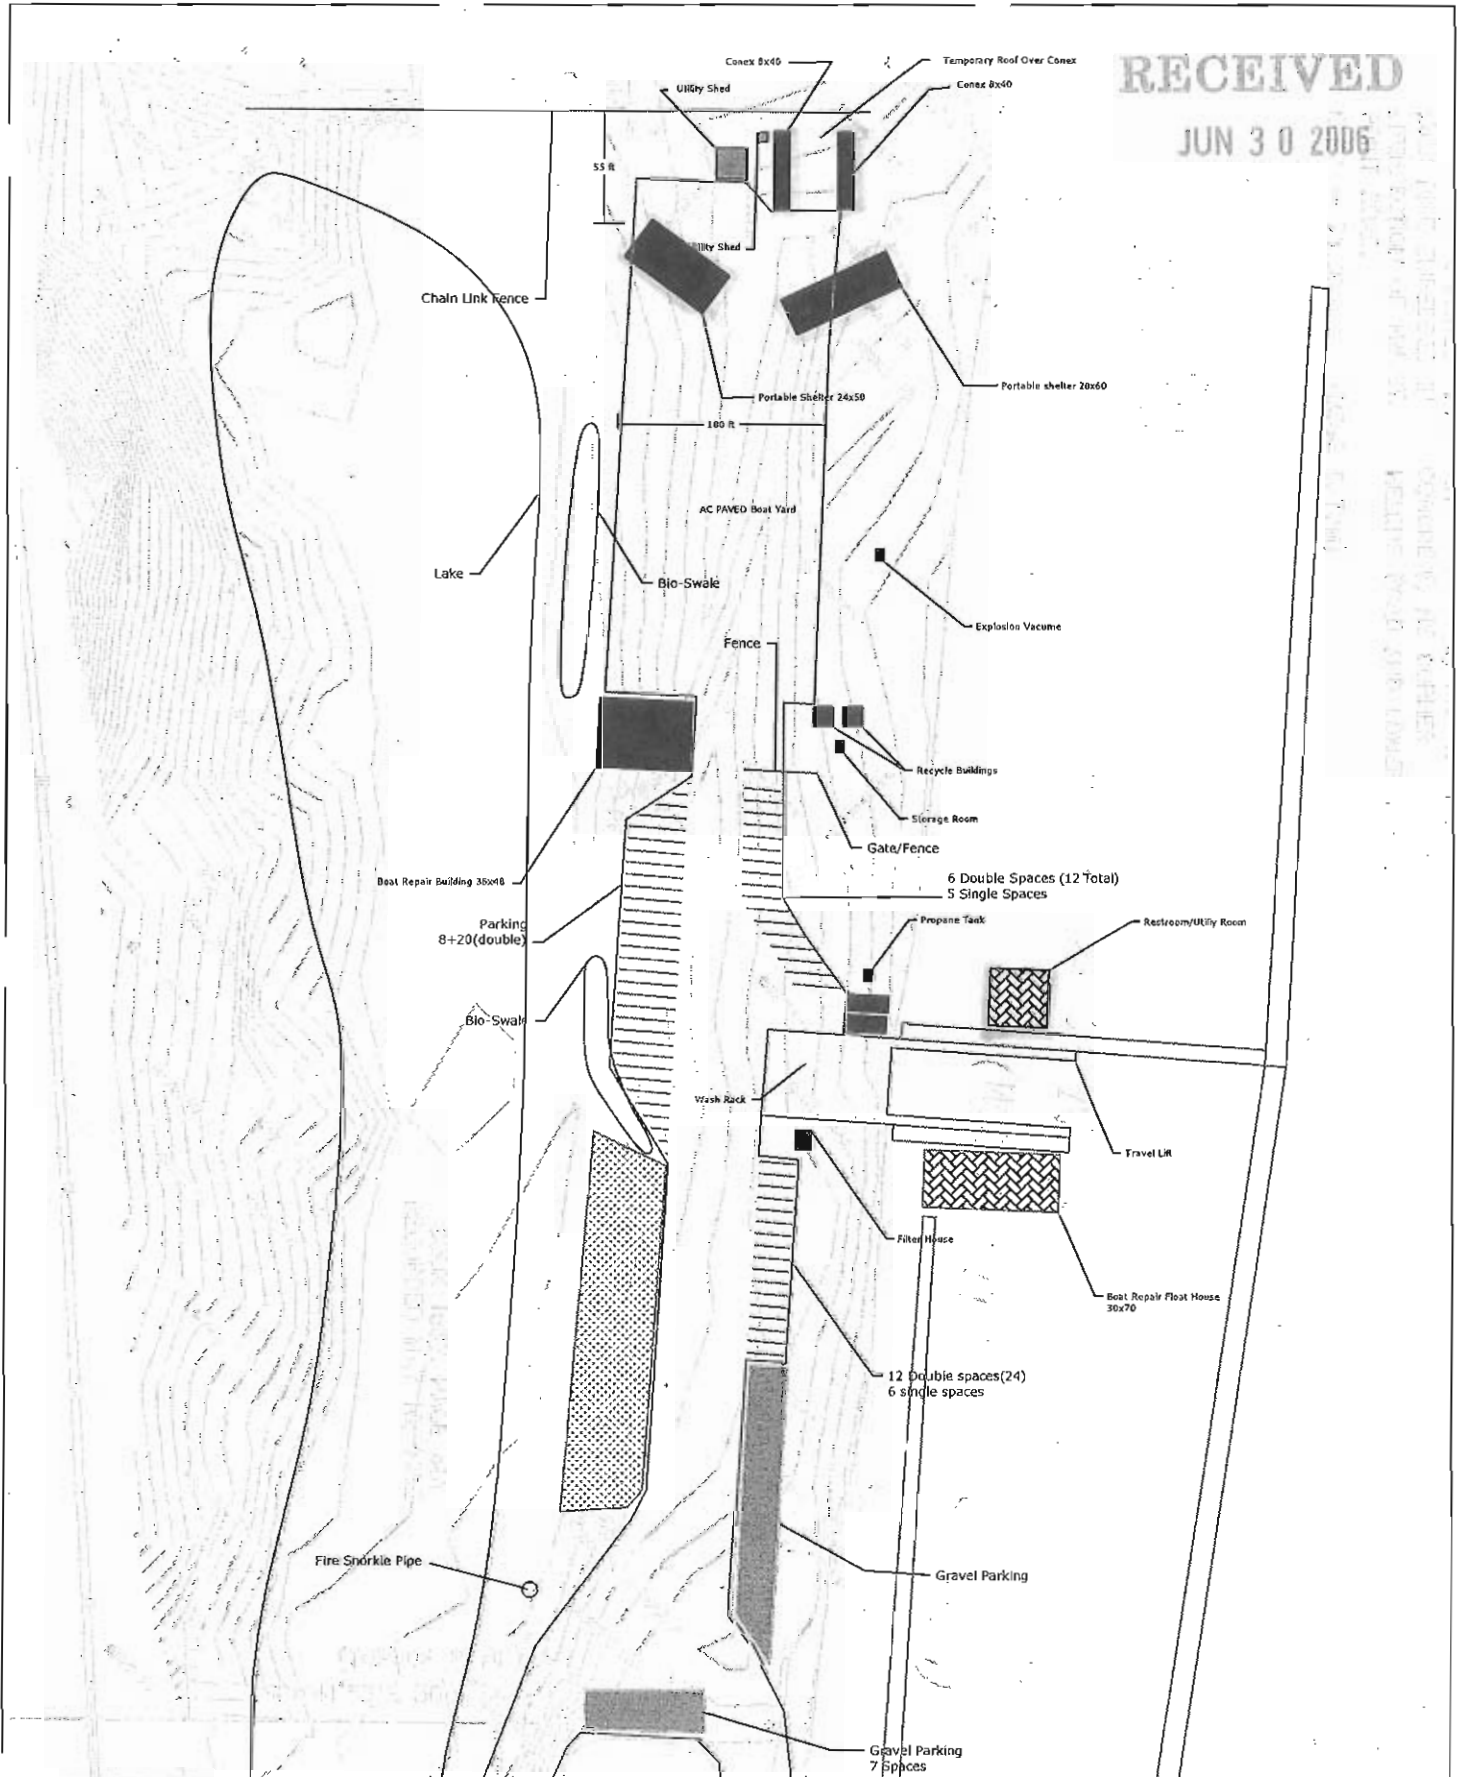 RECEIVED
JUN 30 2006
Conex 8x40
Temporary Roof Over Conex
Utility Shed
Conex 8x40
55 ft
lity Shed
Chain Link Fence
Portable shelter 20x60
Portable Shelter 24x50
100 ft
AC PAVED Boat Yard
Lake
Bio-Swale
Explosion Vacume
Fence
Recycle Buildings
Storage Room
Gate/Fence
Boat Repair Building 36x48
6 Double Spaces (12 Total)
5 Single Spaces
Parking
8+20(double)
Propane Tank
Restroom/Utiliy Room
Bio-Swale
Wash Rack
Travel Lift
Filter House
Boat Repair Float House
30x70
12 Double spaces(24)
6 single spaces
Fire Snorkle Pipe
Gravel Parking
Gravel Parking
7 Spaces